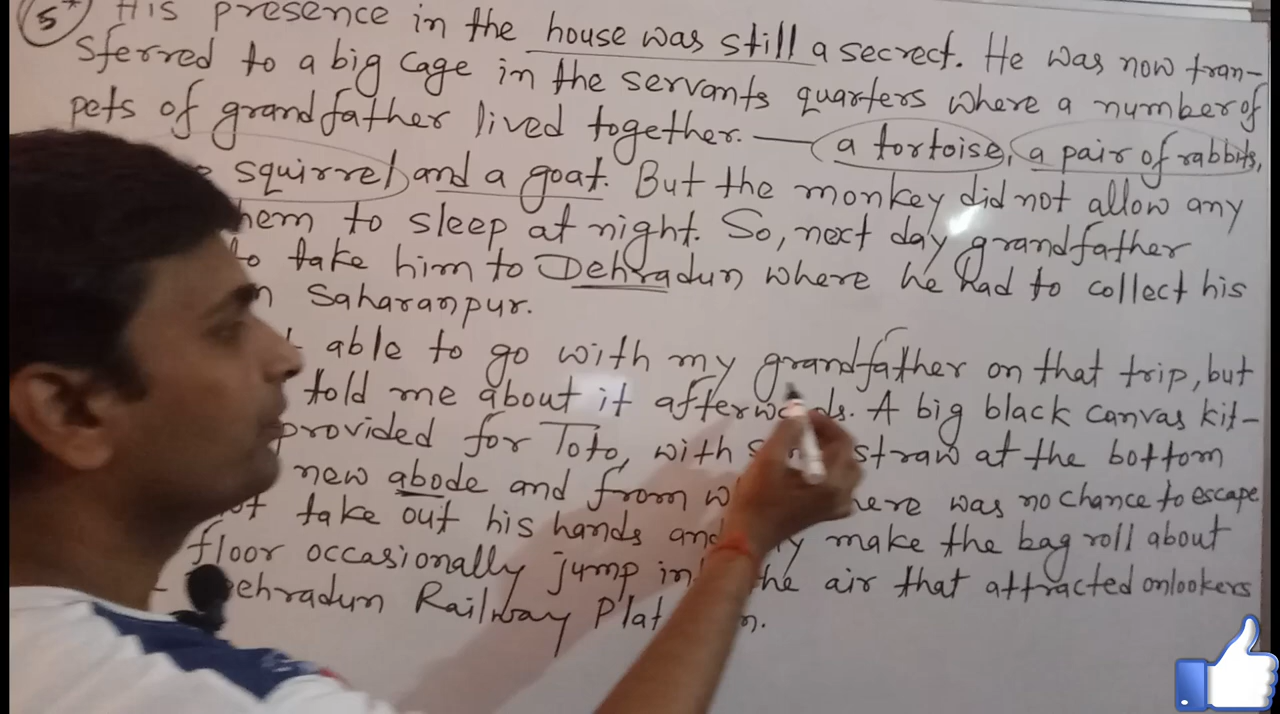 5 His presence in the house was still a secrect. He was now tran-
sferred to a big cage in the servants quarters where a number of
pets of grandfather lived together. — a tortoise, a pair of rabbits,
squirrel and a goat. But the monkey did not allow any
hem to sleep at night. So, next day grandfather
to take him to Dehradun where he had to collect his
n Saharanpur.
able to go with my grandfather on that trip, but
told me about it afterwards. A big black canvas kit-
provided for Toto, with straw at the bottom
new abode and from here was no chance to escape
take out his hands and make the bag roll about
floor occasionally jump in the air that attracted onlookers
Dehradun Railway Plat m.